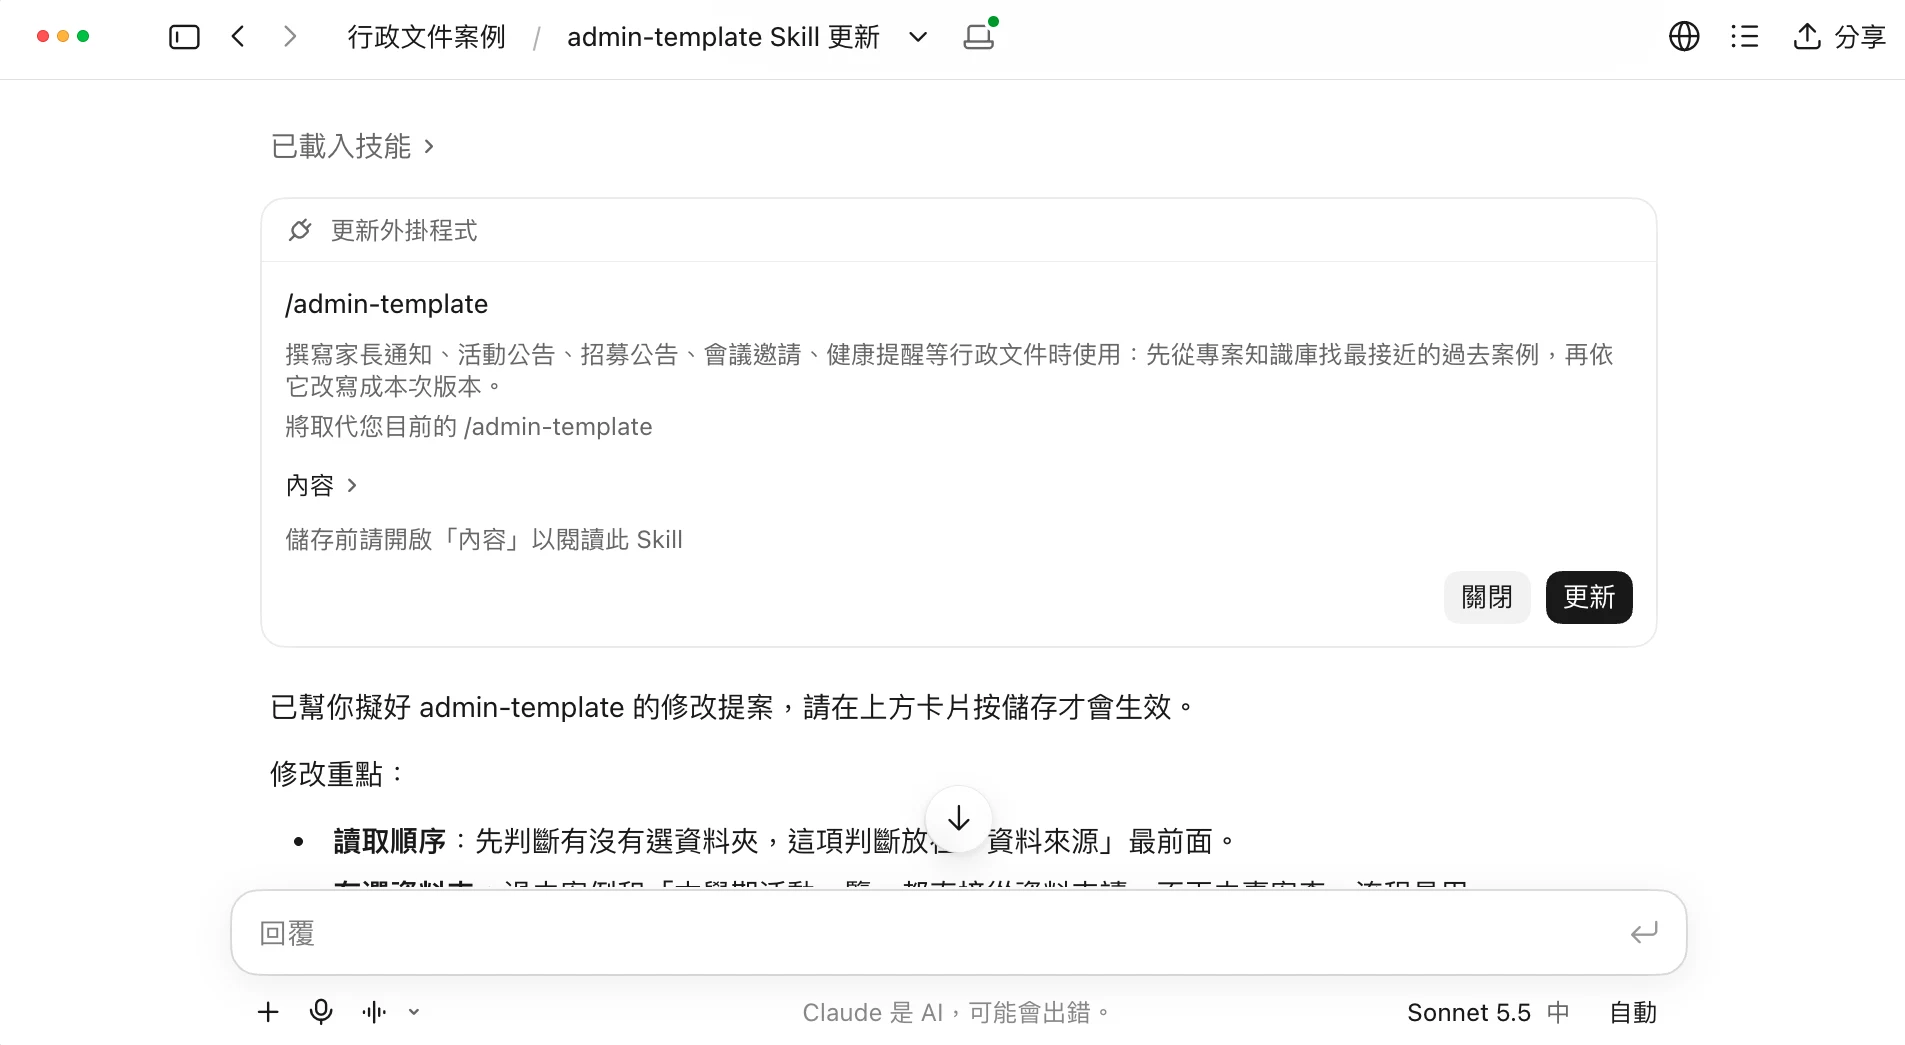 行政文件案例 / admin-template Skill 更新
分享
已載入技能
更新外掛程式
/admin-template
撰寫家長通知、活動公告、招募公告、會議邀請、健康提醒等行政文件時使用：先從專案知識庫找最接近的過去案例，再依
它改寫成本次版本。
將取代您目前的 /admin-template
內容
儲存前請開啟「內容」以閱讀此 Skill
關閉 更新
已幫你擬好 admin-template 的修改提案，請在上方卡片按儲存才會生效。
修改重點：
• 讀取順序：先判斷有沒有選資料夾，這項判斷放 資料來源」最前面。
回覆
Claude 是 AI，可能會出錯。
Sonnet 5.5 中 自動